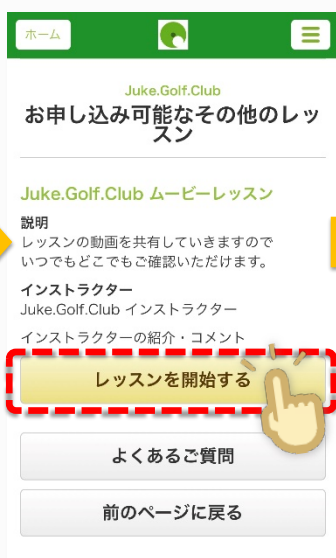 ホーム
Juke.Golf.Club
お申し込み可能なその他のレッ
スン
Juke.Golf.Club ムービーレッスン
説明
レッスンの動画を共有していきますので
いつでもどこでもご確認いただけます。
インストラクター
Juke.Golf.Club インストラクター
インストラクターの紹介・コメント
レッスンを開始する
よくあるご質問
前のページに戻る